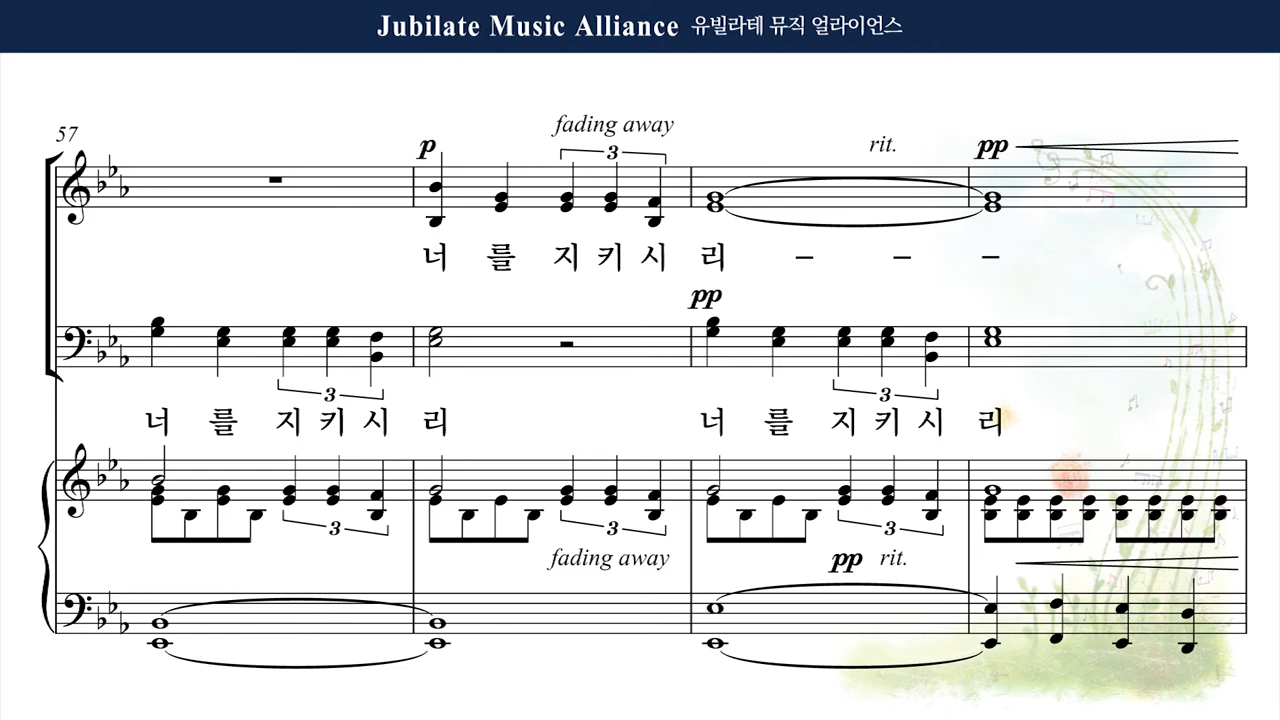 Jubilate Music Alliance 유빌라테 뮤직 얼라이언스
57
p
fading away
3
rit.
pp
너 를 지 키 시 리 – – –
pp
3
3
너 를 지 키 시 리 너 를 지 키 시 리
3
3
3
fading away
pp
rit.